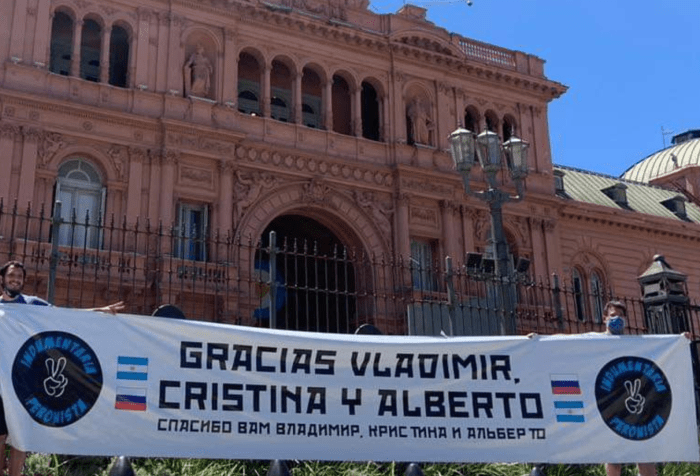 INDUMENTARIA
PERONISTA
GRACIAS VLADIMIR,
CRISTINA Y ALBERTO
СПАСИБО ВАМ ВЛАДИМИР, КРИСТИНА И АЛЬБЕРТО
INDUMENTARIA
PERONISTA